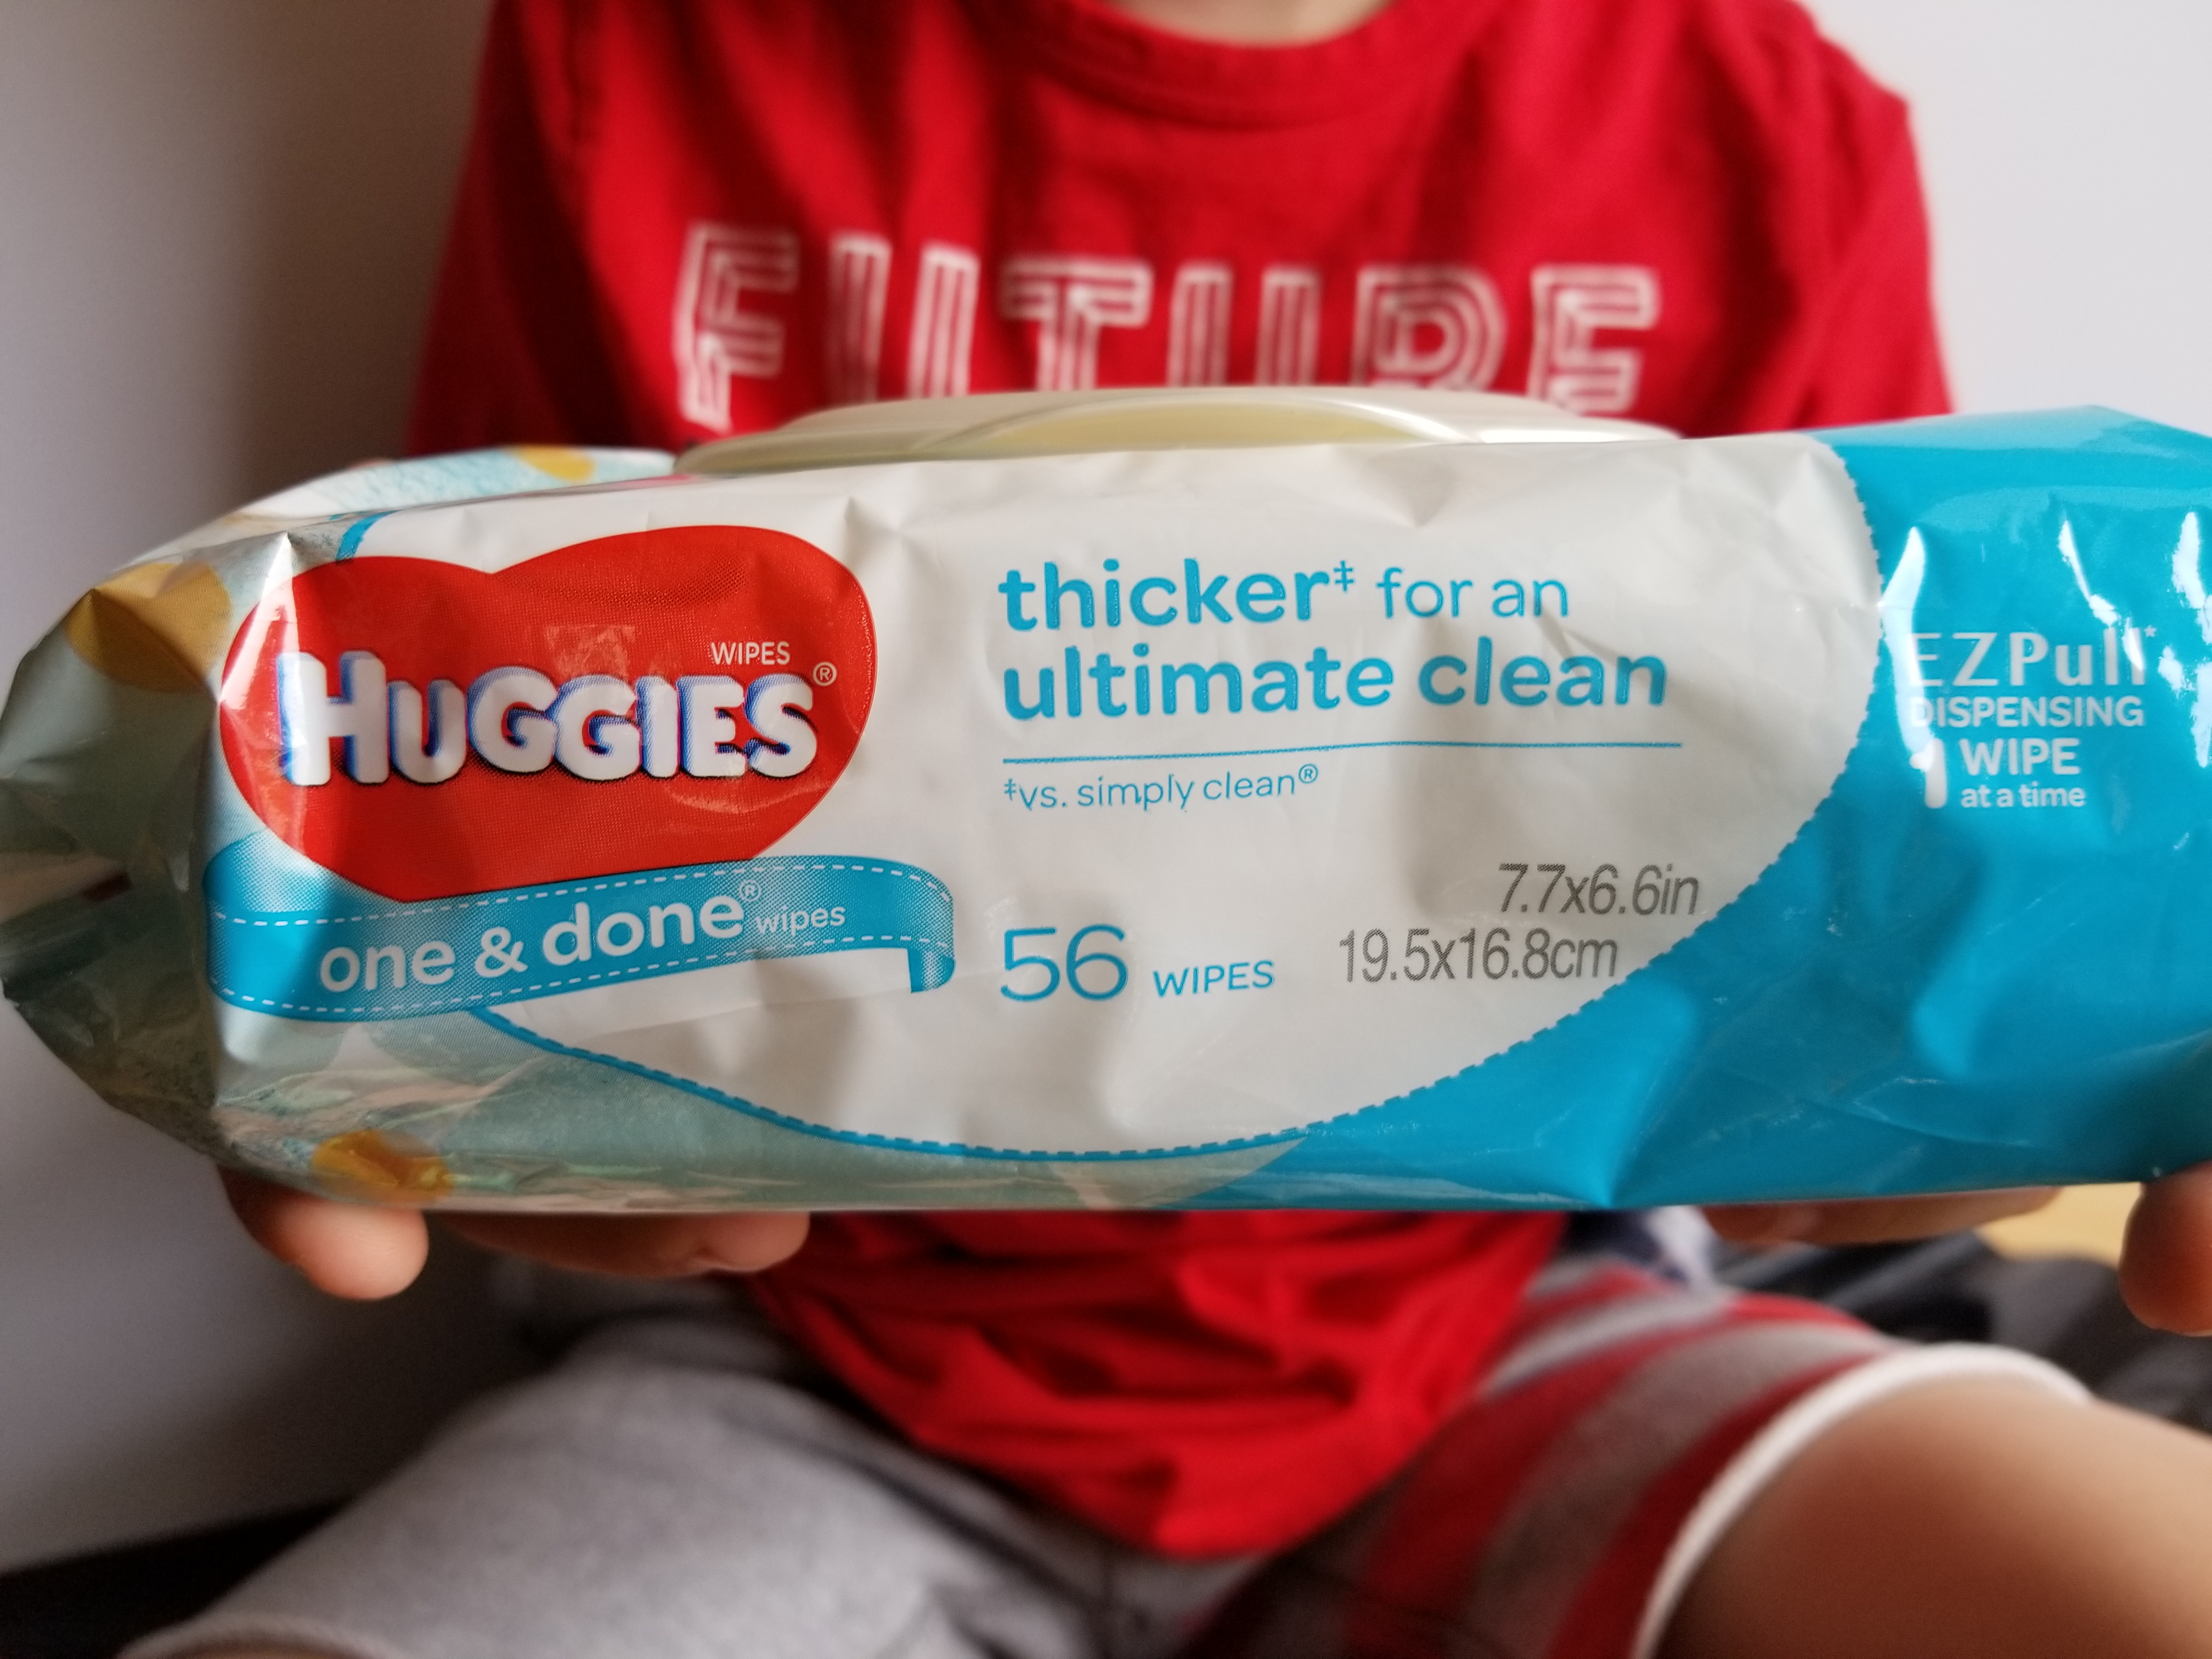 FUTURE
WIPES
HUGGIES®
one & done® wipes
thicker‡ for an
ultimate clean
‡vs. simply clean®
56 WIPES
7.7x6.6in
19.5x16.8cm
EZPull*
DISPENSING
1 WIPE
at a time